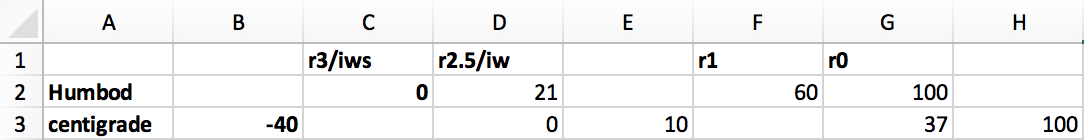 A B C D E F G H
1 r3/iws r2.5/iw r1 r0
2 Humbod 0 21 60 100
3 centigrade -40 0 10 37 100